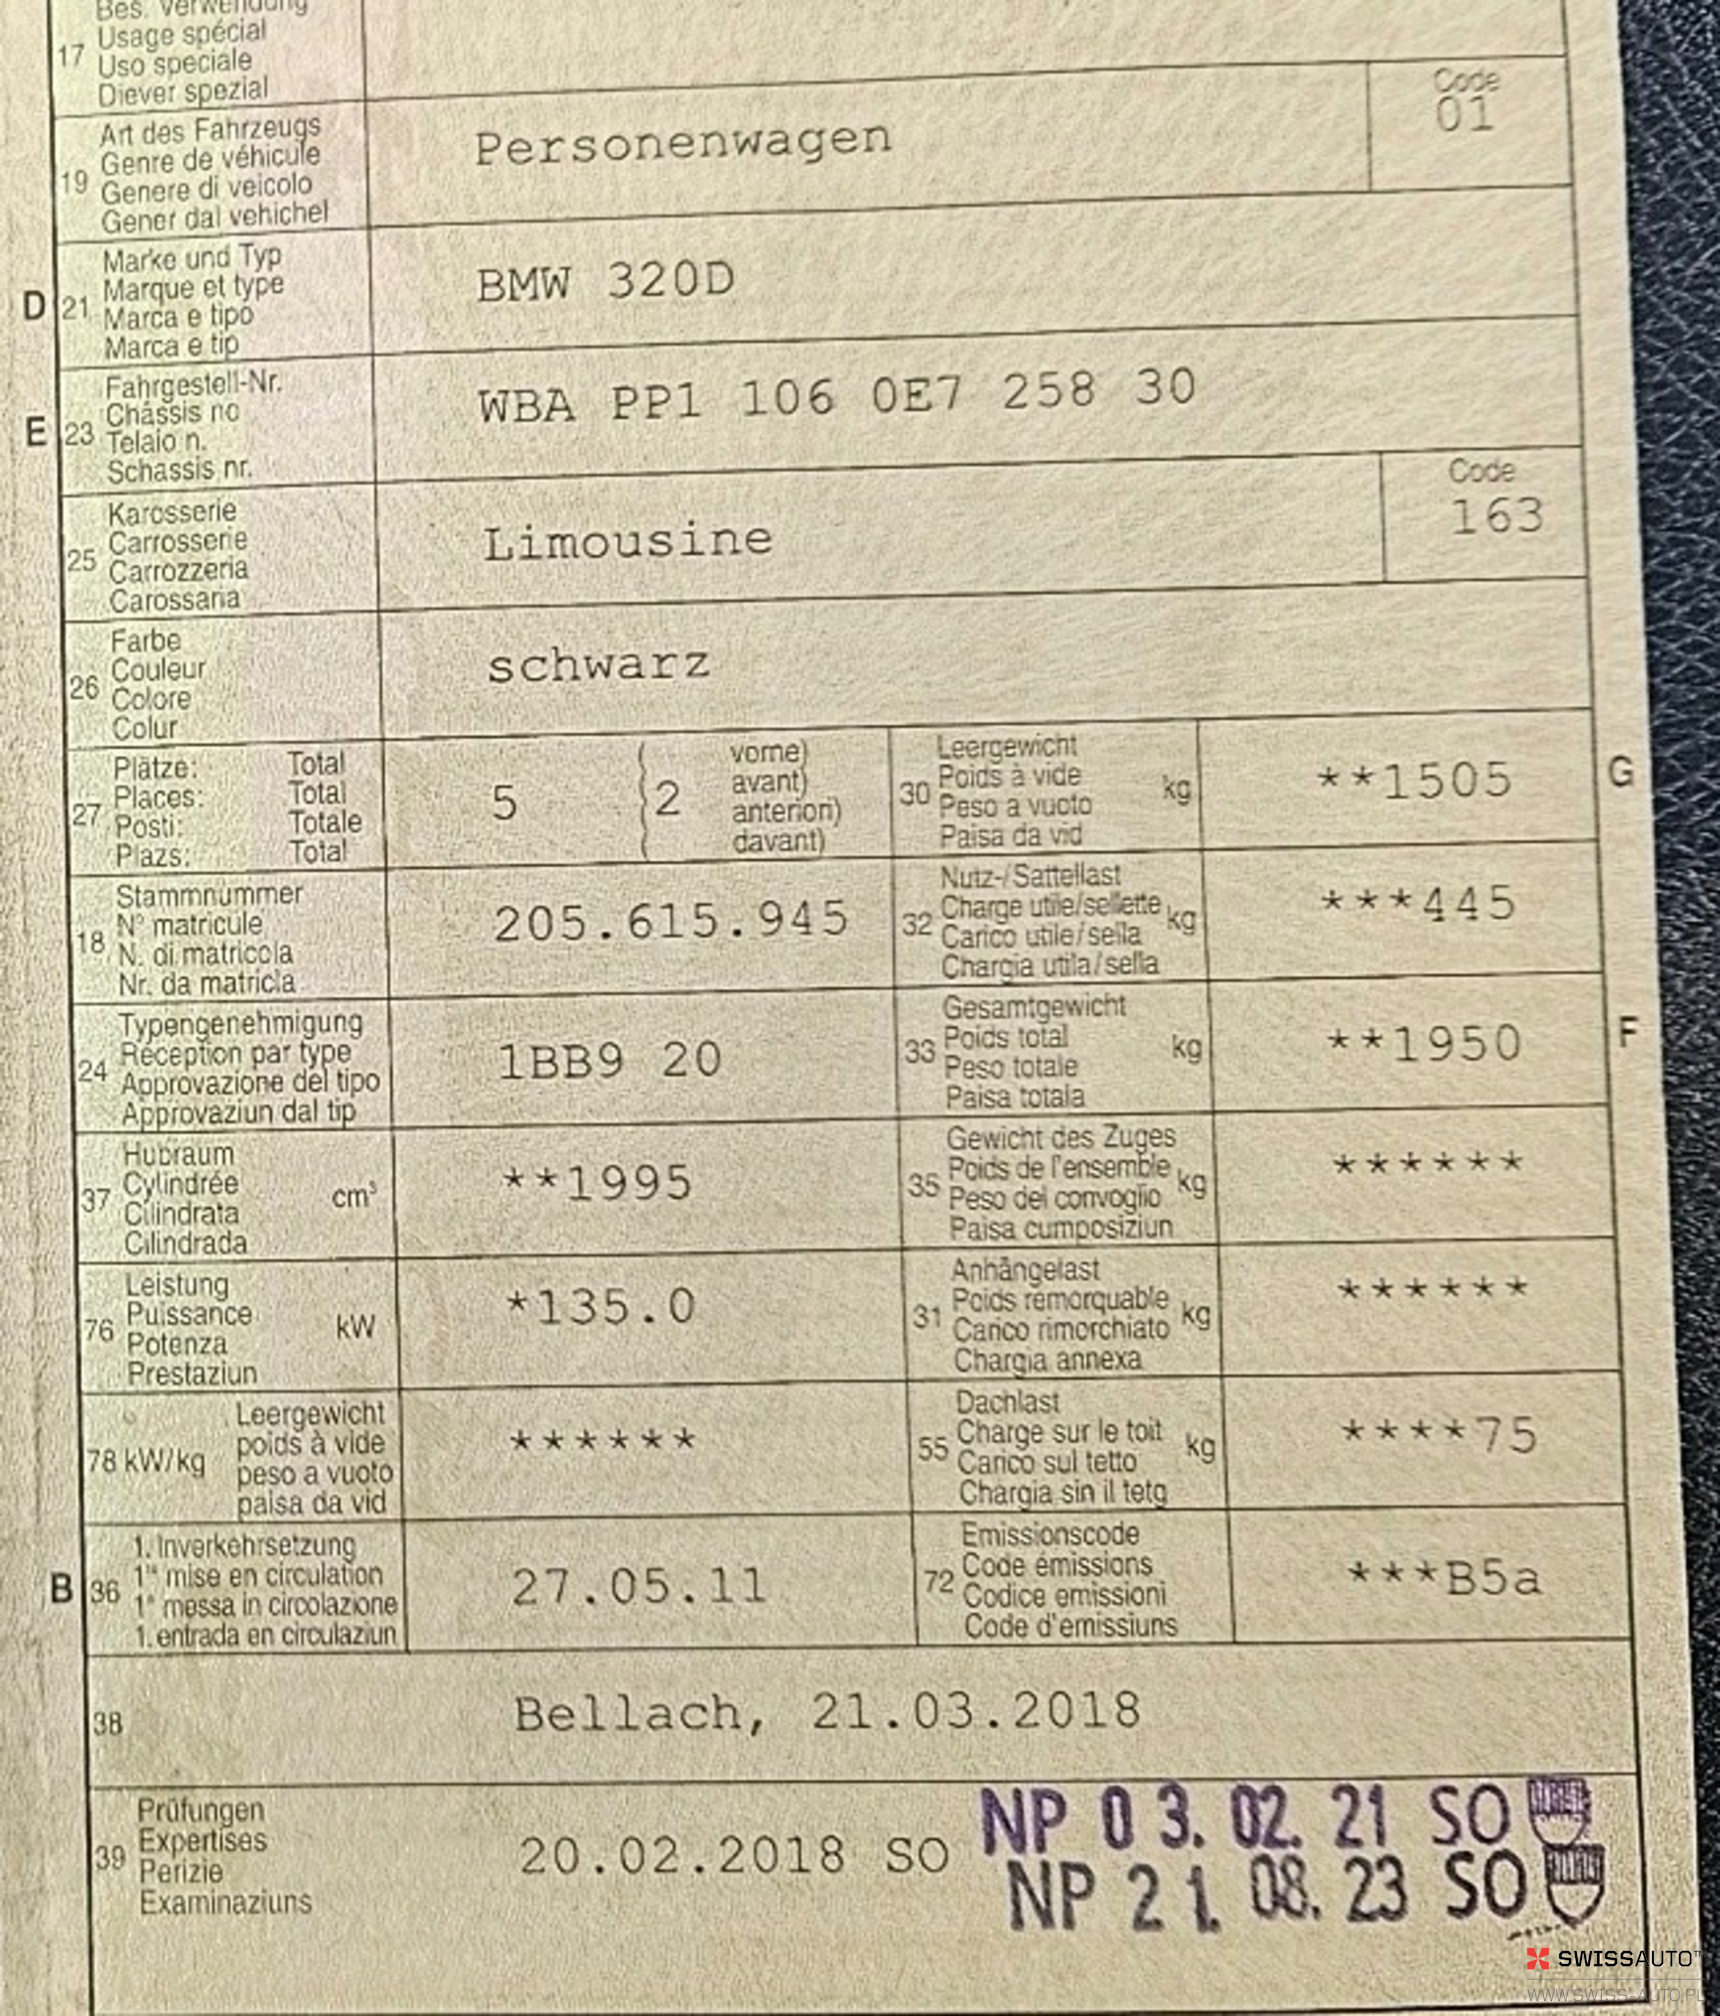 Bes. Verwendung
17 Usage spécial
Uso speciale
Diever spezial
Art des Fahrzeugs
19 Genre de véhicule
Genere di veicolo
Gener dal vehichel
Personenwagen
Code
01
D 21 Marke und Typ
Marque et type
Marca e tipo
Marca e tip
BMW 320D
E 23 Fahrgestell-Nr.
Châssis no
Telaio n.
Schassis nr.
WBA PP1 106 0E7 258 30
25 Karosserie
Carrosserie
Carrozzeria
Carossaria
Limousine
Code
163
26 Farbe
Couleur
Colore
Colur
schwarz
27 Plätze: Total
Places: Total
Posti: Totale
Plazs: Total
5 2
vorne)
avant)
anteriori)
davant)
30 Leergewicht
Poids à vide kg
Peso a vuoto
Paisa da vid
**1505 G
18 Stammnummer
N° matricule
N. di matricola
Nr. da matricla
205.615.945
32 Nutz-/Sattellast
Charge utile/sellette kg
Carico utile/sella
Chargia utila/sella
***445
24 Typengenehmigung
Réception par type
Approvazione del tipo
Approvaziun dal tip
1BB9 20
33 Gesamtgewicht
Poids total kg
Peso totale
Paisa totala
**1950 F
37 Hubraum
Cylindrée cm³
Cilindrata
Cilindrada
**1995
35 Gewicht des Zuges
Poids de l'ensemble kg
Peso del convoglio
Paisa cumposiziun
******
76 Leistung
Puissance kW
Potenza
Prestaziun
*135.0
31 Anhängelast
Poids remorquable kg
Carico rimorchiato
Chargia annexa
******
78 kW/kg Leergewicht
poids à vide
peso a vuoto
paisa da vid
******
55 Dachlast
Charge sur le toit kg
Carico sul tetto
Chargia sin il tetg
****75
B 36 1. Inverkehrsetzung
1re mise en circulation
1a messa in circolazione
1. entrada en circulaziun
27.05.11
72 Emissionscode
Code émissions
Codice emissioni
Code d'emissiuns
***B5a
38 Bellach, 21.03.2018
39 Prüfungen
Expertises
Perizie
Examinaziuns
20.02.2018 SO
NP 03. 02. 21 SO
NP 21. 08. 23 SO
SWISSAUTO™
WWW.SWISS-AUTO.PL